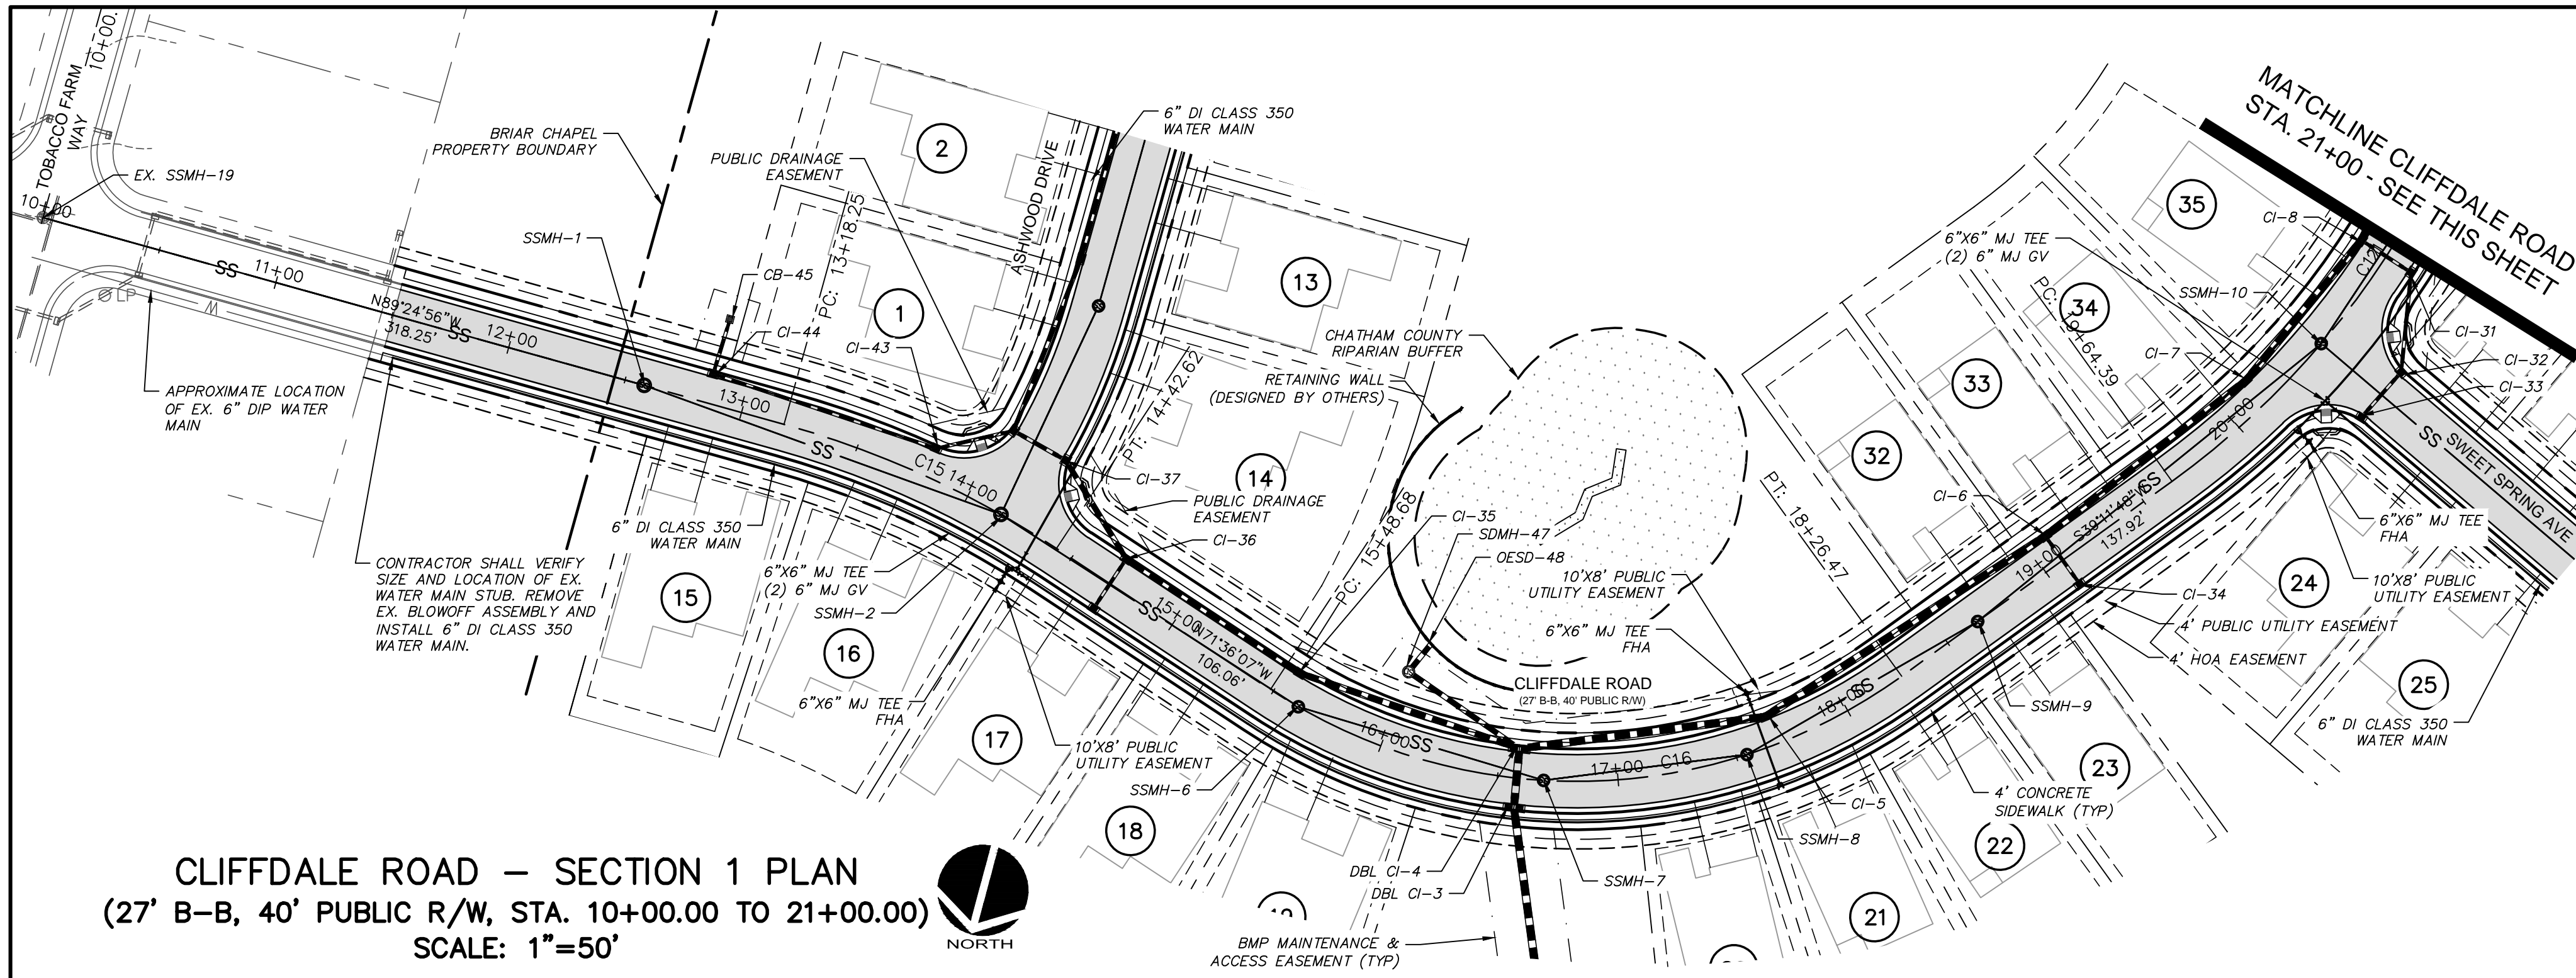 TOBACCO FARM
WAY
10+00.
EX. SSMH-19
10+00
SS
11+00
LP
W
N89°24'56"W
318.25'
SS
12+00
APPROXIMATE LOCATION
OF EX. 6" DIP WATER
MAIN
CONTRACTOR SHALL VERIFY
SIZE AND LOCATION OF EX.
WATER MAIN STUB. REMOVE
EX. BLOWOFF ASSEMBLY AND
INSTALL 6" DI CLASS 350
WATER MAIN.
BRIAR CHAPEL
PROPERTY BOUNDARY
SSMH-1
PUBLIC DRAINAGE
EASEMENT
CB-45
CI-44
CI-43
PC: 13+18.25
13+00
SS
C15
14+00
1
2
ASHWOOD DRIVE
6" DI CLASS 350
WATER MAIN
13
PT: 14+42.62
14
CI-37
PUBLIC DRAINAGE
EASEMENT
CI-36
6" DI CLASS 350
WATER MAIN
15
6"X6" MJ TEE
(2) 6" MJ GV
SSMH-2
16
6"X6" MJ TEE
FHA
17
10'X8' PUBLIC
UTILITY EASEMENT
SSMH-6
18
SS
15+00
N71°36'07"W
106.06'
PC: 15+48.68
CHATHAM COUNTY
RIPARIAN BUFFER
RETAINING WALL
(DESIGNED BY OTHERS)
CI-35
SDMH-47
OESD-48
10'X8' PUBLIC
UTILITY EASEMENT
6"X6" MJ TEE
FHA
CLIFFDALE ROAD
(27' B-B, 40' PUBLIC R/W)
16+00
SS
17+00
C16
18+00
SS
DBL CI-4
DBL CI-3
SSMH-7
SSMH-8
CI-5
BMP MAINTENANCE &
ACCESS EASEMENT (TYP)
21
22
23
4' CONCRETE
SIDEWALK (TYP)
SSMH-9
PT: 18+26.47
32
33
34
35
CI-6
19+00
S39°11'48"W
137.92'
SS
PC: 19+64.39
20+00
CI-7
6"X6" MJ TEE
(2) 6" MJ GV
SSMH-10
CI-8
C12
MATCHLINE CLIFFDALE ROAD
STA. 21+00 - SEE THIS SHEET
CI-31
CI-32
CI-33
SS
SWEET SPRING AVE
6"X6" MJ TEE
FHA
10'X8' PUBLIC
UTILITY EASEMENT
24
CI-34
4' PUBLIC UTILITY EASEMENT
4' HOA EASEMENT
25
6" DI CLASS 350
WATER MAIN
CLIFFDALE ROAD – SECTION 1 PLAN
(27' B-B, 40' PUBLIC R/W, STA. 10+00.00 TO 21+00.00)
SCALE: 1"=50'
NORTH